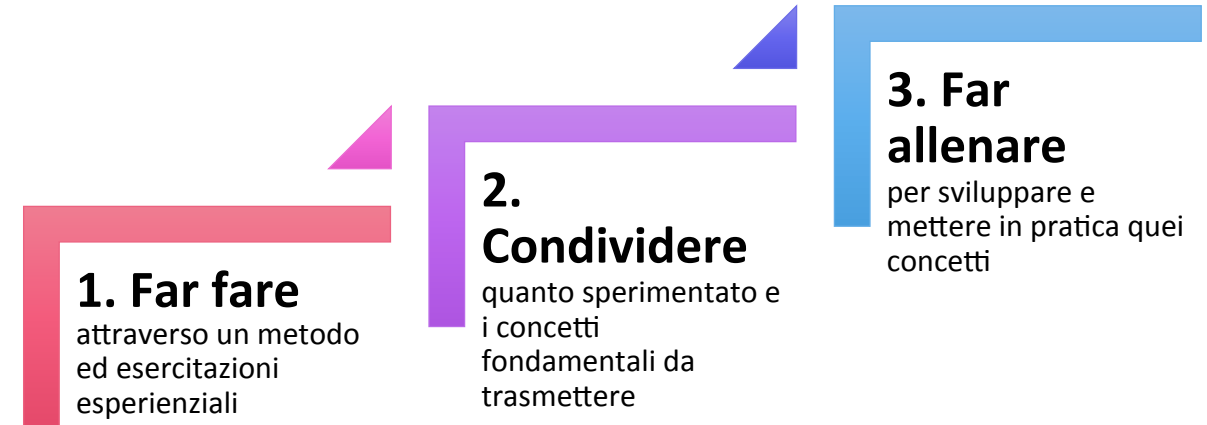 1. Far fare
attraverso un metodo
ed esercitazioni
esperienziali
2.
Condividere
quanto sperimentato e
i concetti
fondamentali da
trasmettere
3. Far
allenare
per sviluppare e
mettere in pratica quei
concetti